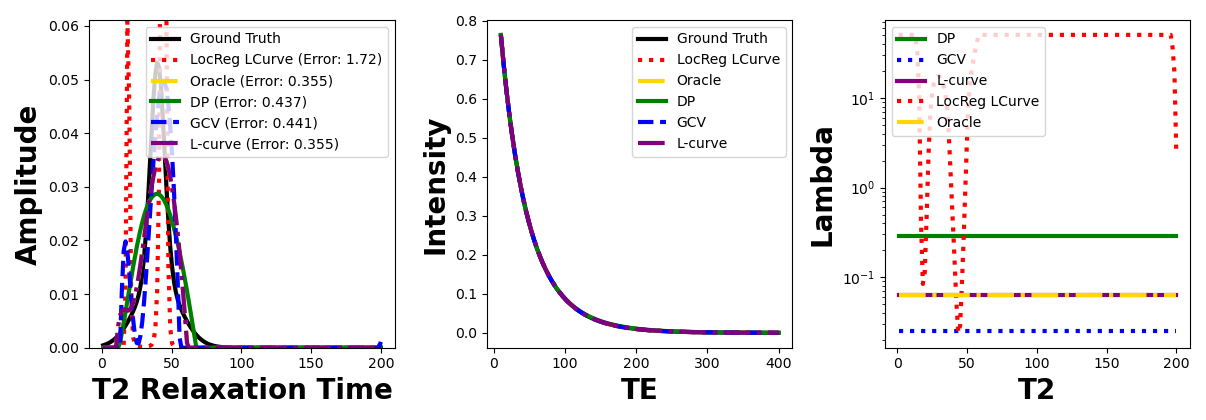 0.06
0.05
0.04
0.03
0.02
0.01
0.00
Amplitude
0
50
100
150
200
T2 Relaxation Time
Ground Truth
LocReg LCurve (Error: 1.72)
Oracle (Error: 0.355)
DP (Error: 0.437)
GCV (Error: 0.441)
L-curve (Error: 0.355)
0.8
0.7
0.6
0.5
0.4
0.3
0.2
0.1
0.0
Intensity
0
100
200
300
400
TE
Ground Truth
LocReg LCurve
Oracle
DP
GCV
L-curve
10¹
10⁰
10⁻¹
Lambda
0
50
100
150
200
T2
DP
GCV
L-curve
LocReg LCurve
Oracle